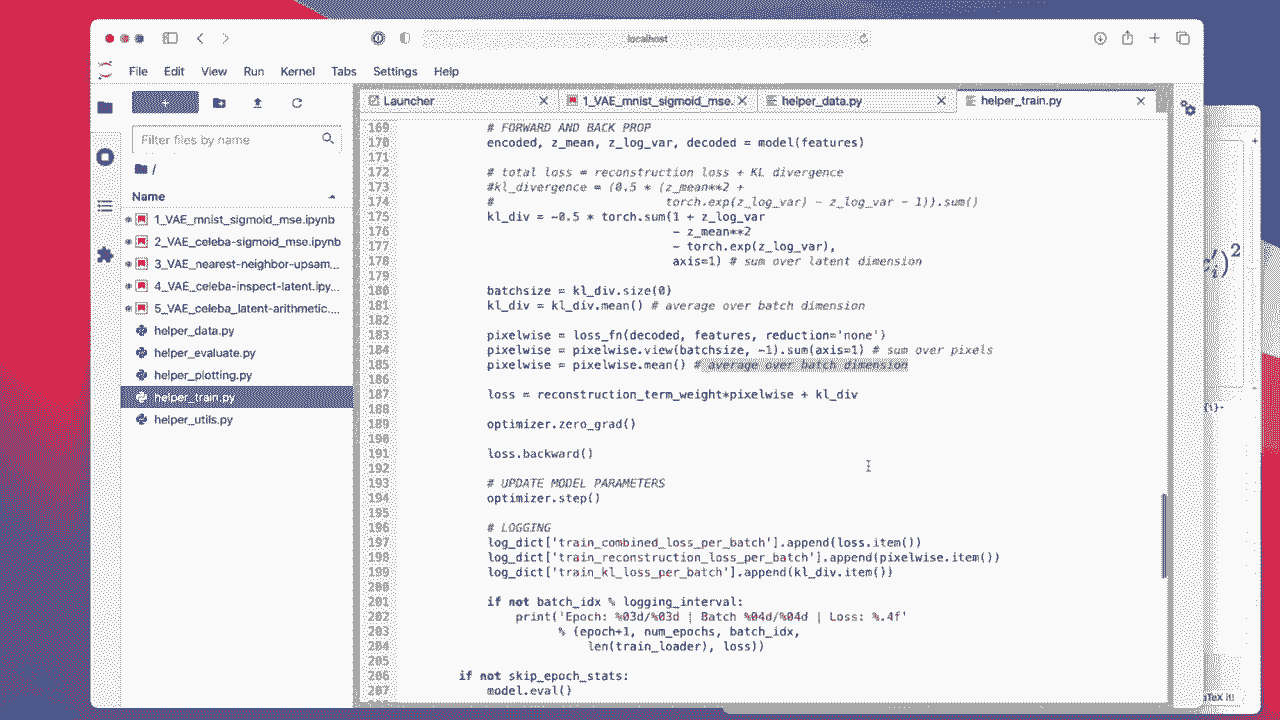 localhost
File Edit View Run Kernel Tabs Settings Help
Launcher
1_VAE_mnist_sigmoid_mse.
helper_data.py
helper_train.py
+
Filter files by name
/
Name
1_VAE_mnist_sigmoid_mse.ipynb
2_VAE_celeba-sigmoid_mse.ipynb
3_VAE_nearest-neighbor-upsam...
4_VAE_celeba-inspect-latent.ipy...
5_VAE_celeba_latent-arithmetic....
helper_data.py
helper_evaluate.py
helper_plotting.py
helper_train.py
helper_utils.py
169 # FORWARD AND BACK PROP
170 encoded, z_mean, z_log_var, decoded = model(features)
171
172 # total loss = reconstruction loss + KL divergence
173 #kl_divergence = (0.5 * (z_mean**2 +
174 # torch.exp(z_log_var) - z_log_var - 1)).sum()
175 kl_div = -0.5 * torch.sum(1 + z_log_var
176 - z_mean**2
177 - torch.exp(z_log_var),
178 axis=1) # sum over latent dimension
179
180 batchsize = kl_div.size(0)
181 kl_div = kl_div.mean() # average over batch dimension
182
183 pixelwise = loss_fn(decoded, features, reduction='none')
184 pixelwise = pixelwise.view(batchsize, -1).sum(axis=1) # sum over pixels
185 pixelwise = pixelwise.mean() # average over batch dimension
186
187 loss = reconstruction_term_weight*pixelwise + kl_div
188
189 optimizer.zero_grad()
190
191 loss.backward()
192
193 # UPDATE MODEL PARAMETERS
194 optimizer.step()
195
196 # LOGGING
197 log_dict['train_combined_loss_per_batch'].append(loss.item())
198 log_dict['train_reconstruction_loss_per_batch'].append(pixelwise.item())
199 log_dict['train_kl_loss_per_batch'].append(kl_div.item())
200
201 if not batch_idx % logging_interval:
202 print('Epoch: %03d/%03d | Batch %04d/%04d | Loss: %.4f'
203 % (epoch+1, num_epochs, batch_idx,
204 len(train_loader), loss))
205
206 if not skip_epoch_stats:
207 model.eval()